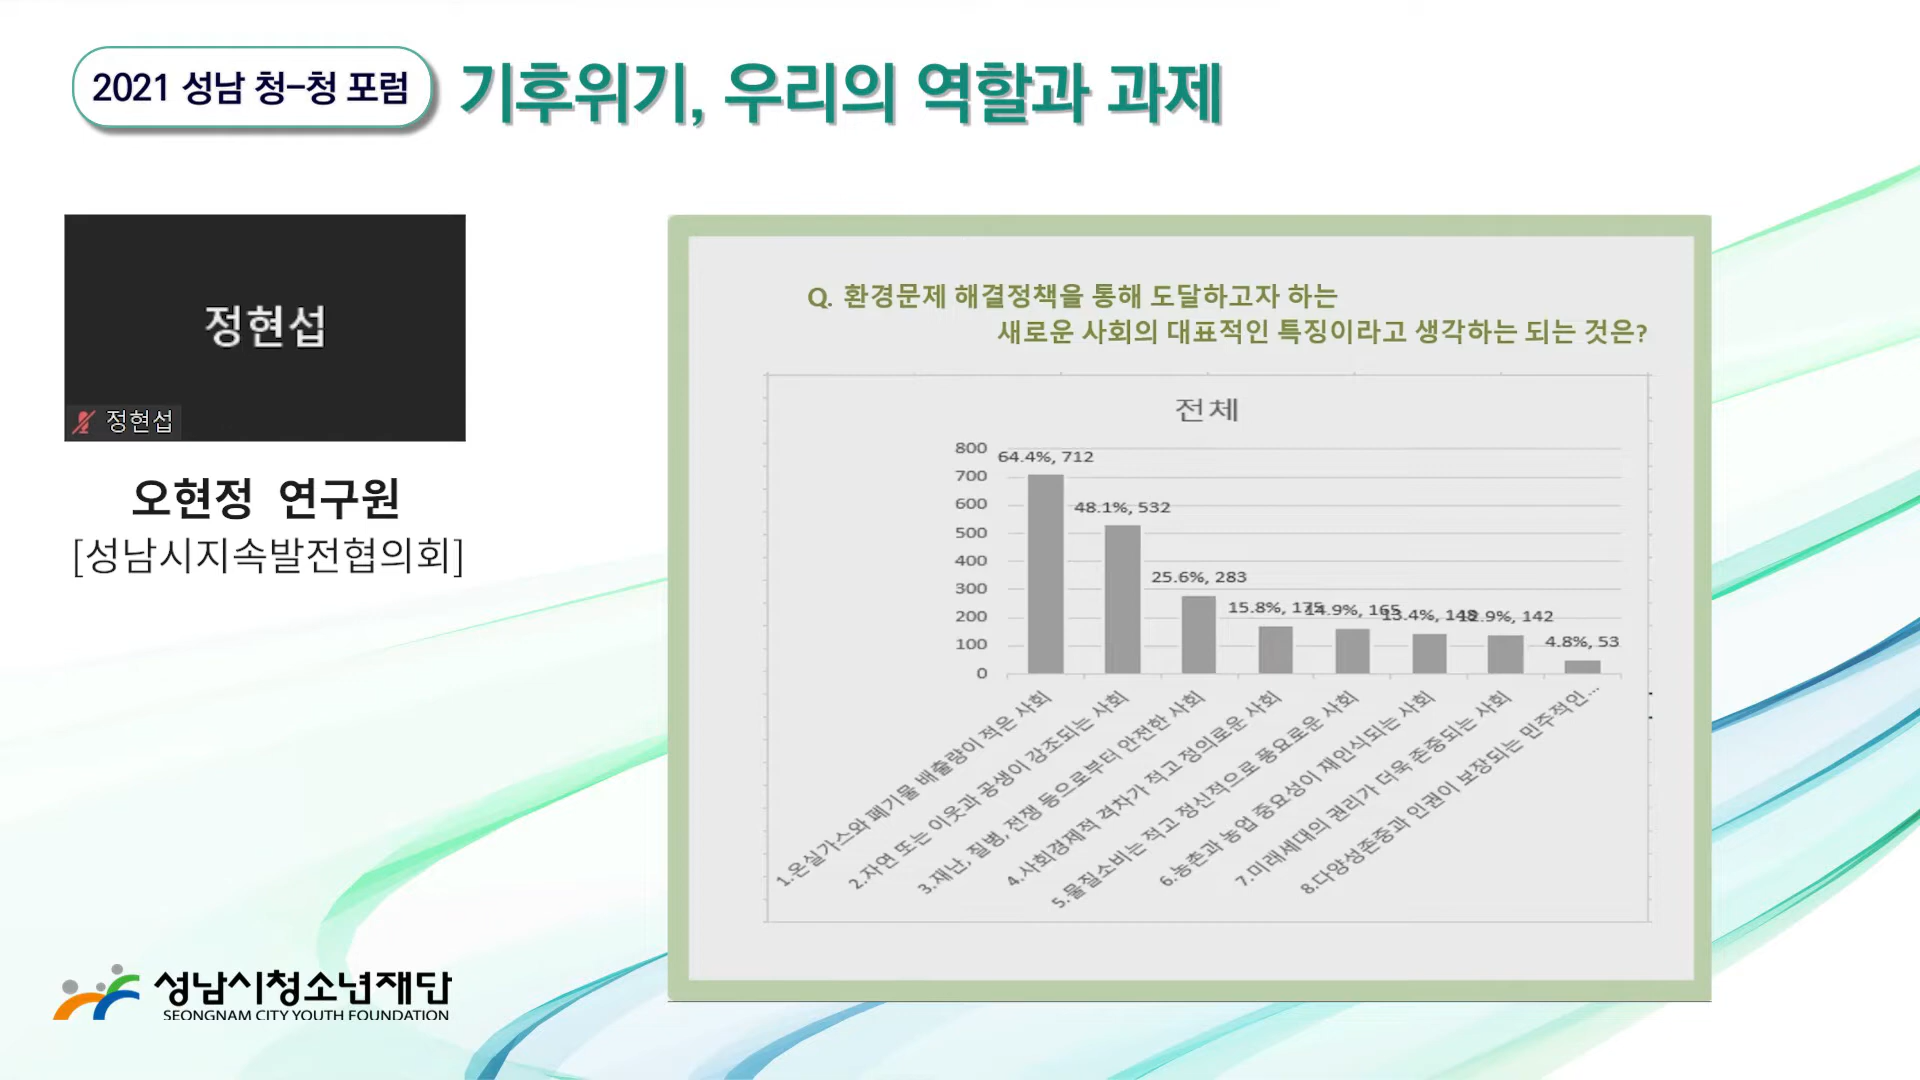 2021 성남 청-청 포럼
기후위기, 우리의 역할과 과제
정현섭
정현섭
오현정 연구원
[성남시지속발전협의회]
Q. 환경문제 해결정책을 통해 도달하고자 하는
새로운 사회의 대표적인 특징이라고 생각하는 되는 것은?
전체
800
700
600
500
400
300
200
100
0
64.4%, 712
48.1%, 532
25.6%, 283
15.8%, 175
14.9%, 165
13.4%, 148
12.9%, 142
4.8%, 53
1.온실가스와 폐기물 배출량이 적은 사회
2.자연 또는 이웃과 공생이 강조되는 사회
3.재난, 질병, 전쟁 등으로부터 안전한 사회
4.사회경제적 격차가 적고 정의로운 사회
5.물질소비는 적고 정신적으로 풍요로운 사회
6.농촌과 농업 중요성이 재인식되는 사회
7.미래세대의 권리가 더욱 존중되는 사회
8.다양성존중과 인권이 보장되는 민주적인...
성남시청소년재단
SEONGNAM CITY YOUTH FOUNDATION